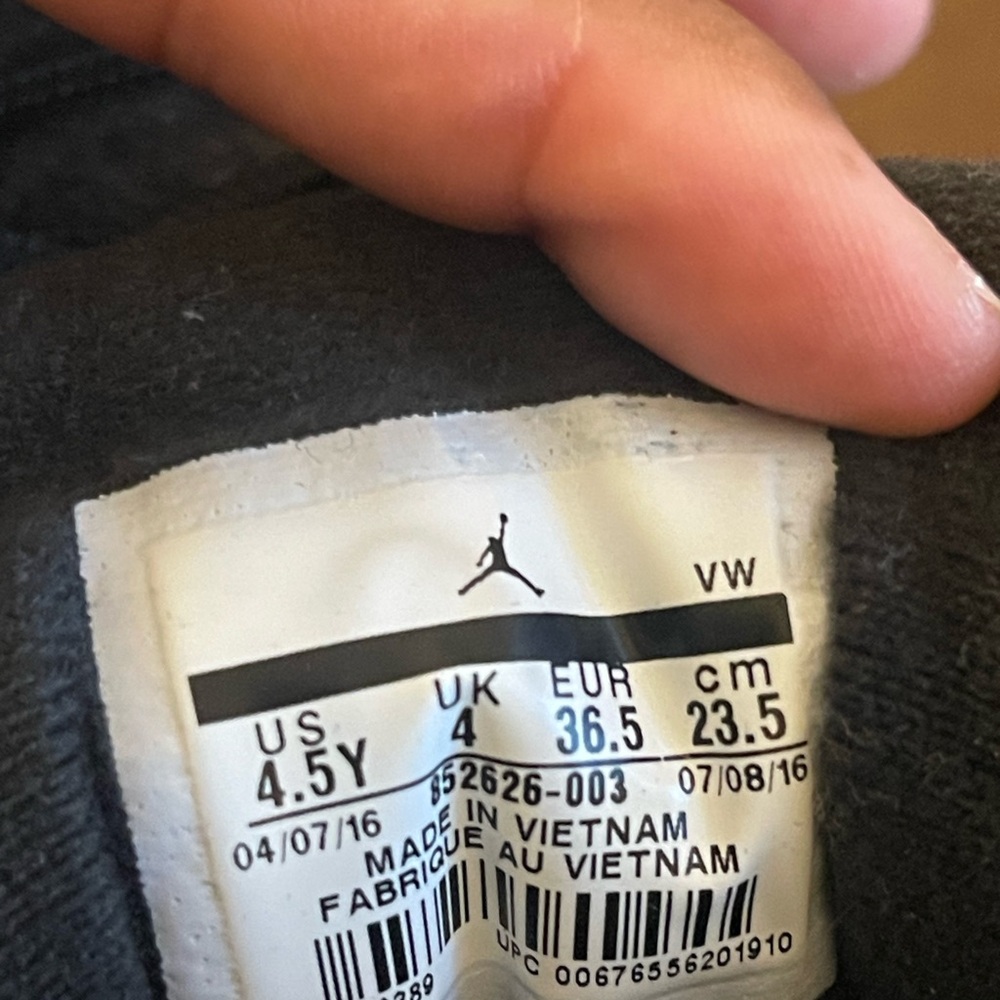 VW
US UK EUR cm
4.5Y 4 36.5 23.5
04/07/16 852626-003 07/08/16
MADE IN VIETNAM
FABRIQUE AU VIETNAM
UPC 00676556201910